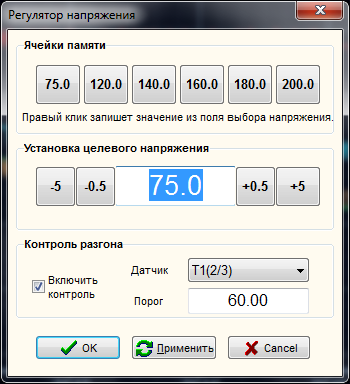 Регулятор напряжения
Ячейки памяти
75.0 120.0 140.0 160.0 180.0 200.0
Правый клик запишет значение из поля выбора напряжения.
Установка целевого напряжения
-5 -0.5 75.0 +0.5 +5
Контроль разгона
Включить контроль
Датчик T1(2/3)
Порог 60.00
OK Применить Cancel